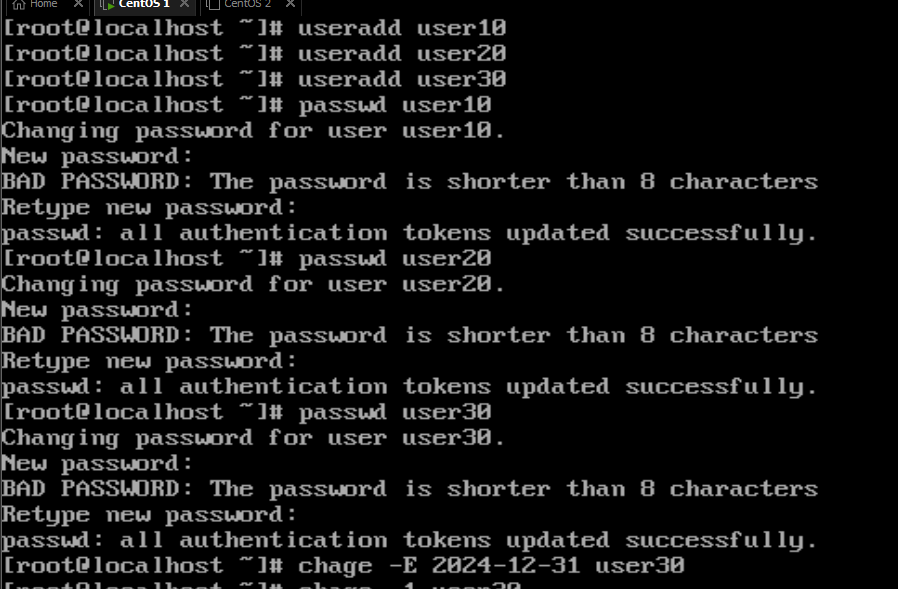 Home CentOS 1 CentOS 2
[root@localhost ~]# useradd user10
[root@localhost ~]# useradd user20
[root@localhost ~]# useradd user30
[root@localhost ~]# passwd user10
Changing password for user user10.
New password:
BAD PASSWORD: The password is shorter than 8 characters
Retype new password:
passwd: all authentication tokens updated successfully.
[root@localhost ~]# passwd user20
Changing password for user user20.
New password:
BAD PASSWORD: The password is shorter than 8 characters
Retype new password:
passwd: all authentication tokens updated successfully.
[root@localhost ~]# passwd user30
Changing password for user user30.
New password:
BAD PASSWORD: The password is shorter than 8 characters
Retype new password:
passwd: all authentication tokens updated successfully.
[root@localhost ~]# chage -E 2024-12-31 user30
[root@localhost ~]# chage